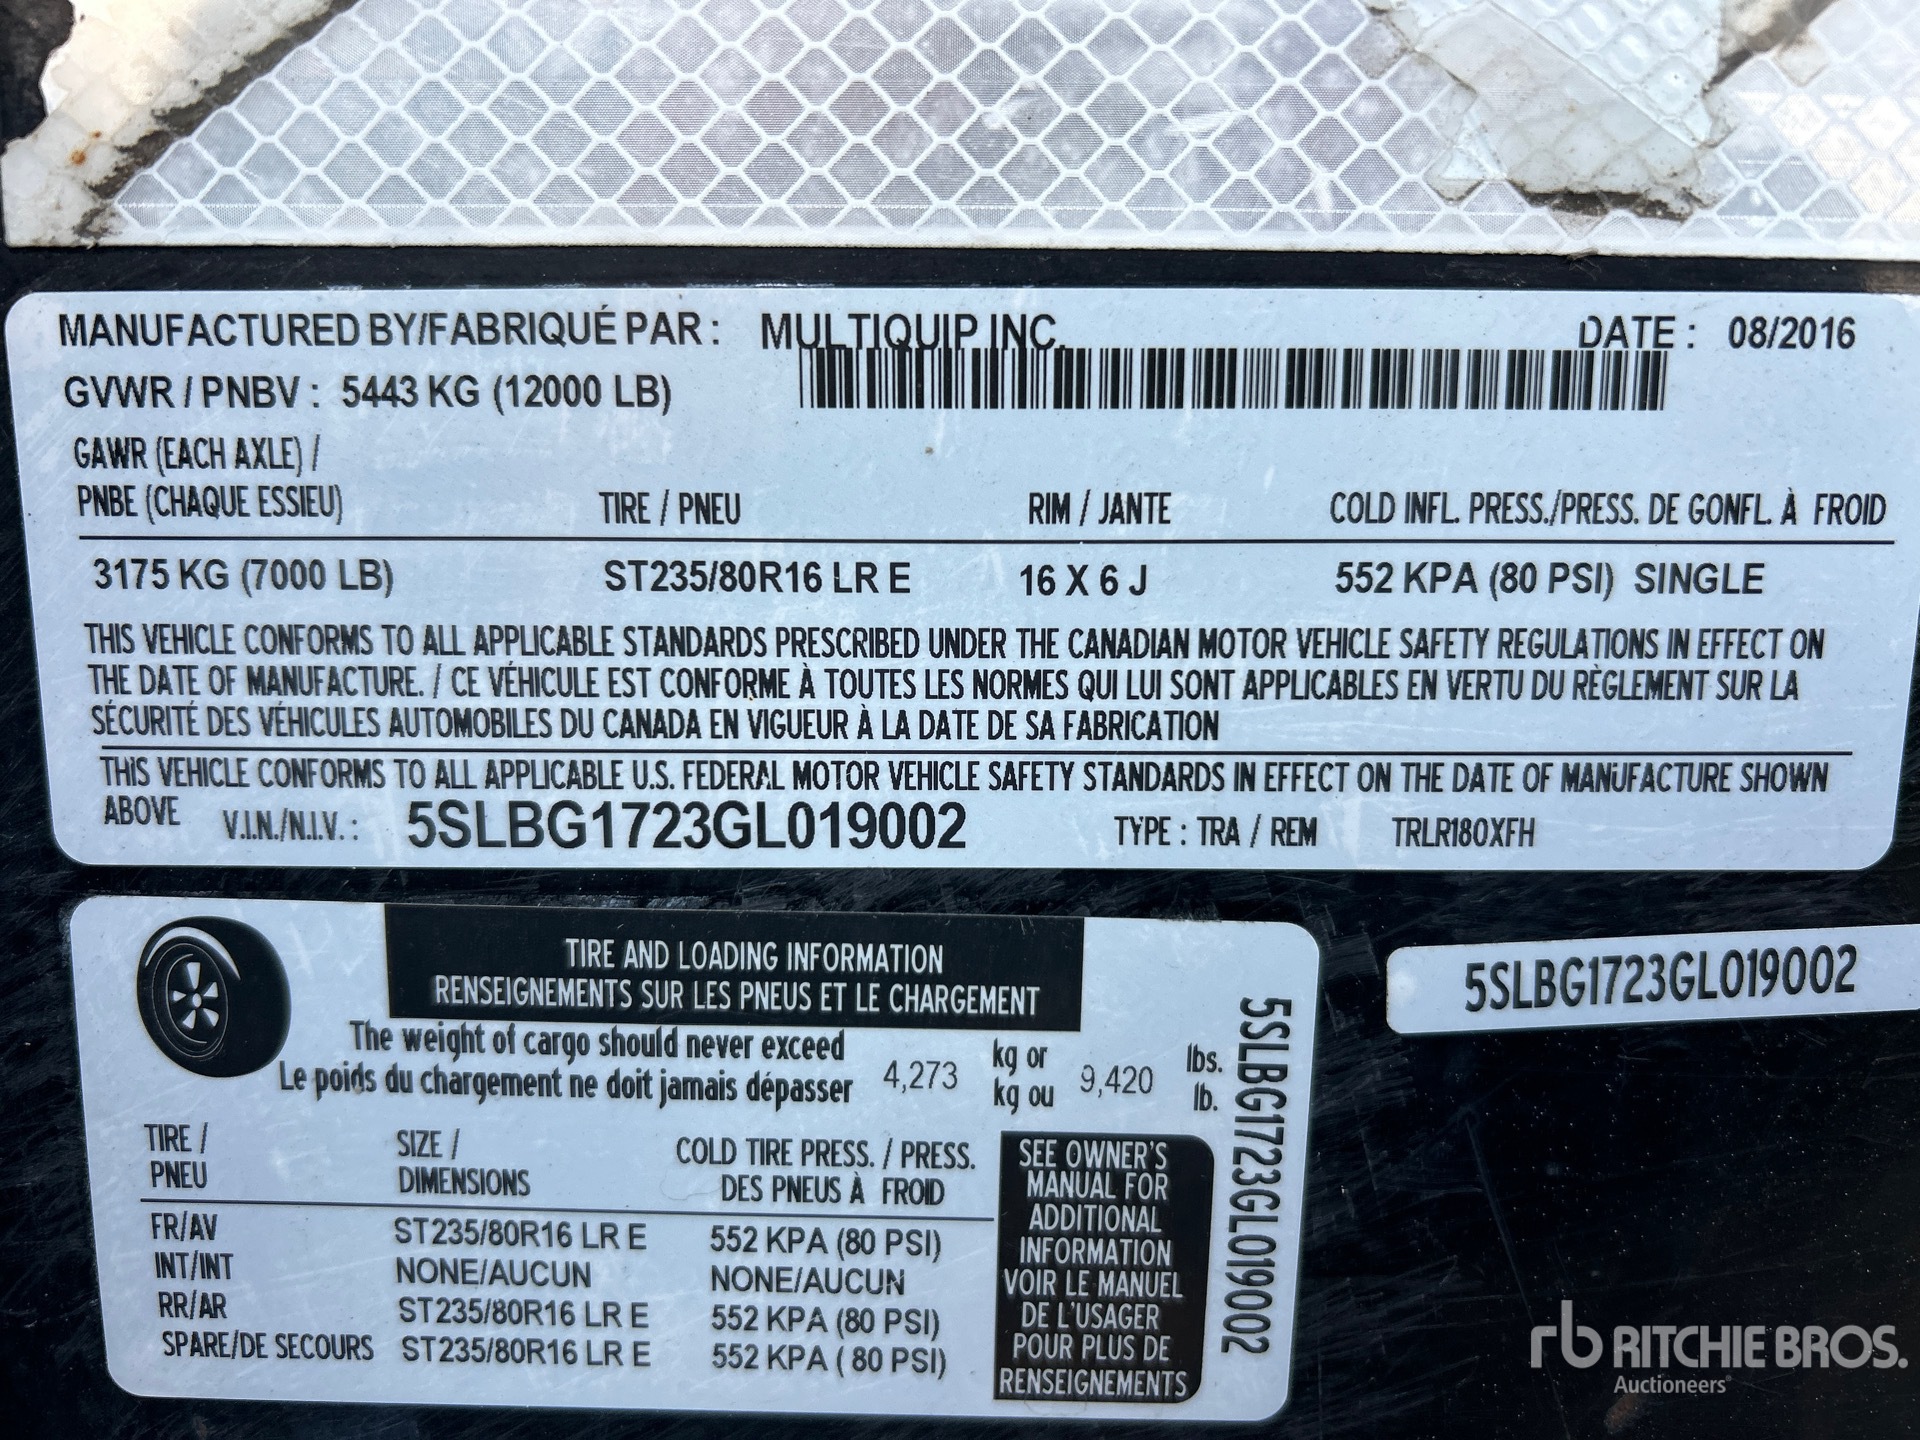 MANUFACTURED BY/FABRIQUÉ PAR : MULTIQUIP INC. DATE : 08/2016
GVWR / PNBV : 5443 KG (12000 LB)
GAWR (EACH AXLE) /
PNBE (CHAQUE ESSIEU) TIRE / PNEU RIM / JANTE COLD INFL. PRESS./PRESS. DE GONFL. À FROID
3175 KG (7000 LB) ST235/80R16 LR E 16 X 6 J 552 KPA (80 PSI) SINGLE
THIS VEHICLE CONFORMS TO ALL APPLICABLE STANDARDS PRESCRIBED UNDER THE CANADIAN MOTOR VEHICLE SAFETY REGULATIONS IN EFFECT ON
THE DATE OF MANUFACTURE. / CE VÉHICULE EST CONFORME À TOUTES LES NORMES QUI LUI SONT APPLICABLES EN VERTU DU RÈGLEMENT SUR LA
SÉCURITÉ DES VÉHICULES AUTOMOBILES DU CANADA EN VIGUEUR À LA DATE DE SA FABRICATION
THIS VEHICLE CONFORMS TO ALL APPLICABLE U.S. FEDERAL MOTOR VEHICLE SAFETY STANDARDS IN EFFECT ON THE DATE OF MANUFACTURE SHOWN
ABOVE V.I.N./N.I.V. : 5SLBG1723GL019002 TYPE : TRA / REM TRLR180XFH
TIRE AND LOADING INFORMATION
RENSEIGNEMENTS SUR LES PNEUS ET LE CHARGEMENT
The weight of cargo should never exceed
Le poids du chargement ne doit jamais dépasser 4,273 kg or
kg ou 9,420 lbs.
lb.
TIRE /
PNEU SIZE /
DIMENSIONS COLD TIRE PRESS. / PRESS.
DES PNEUS À FROID
FR/AV ST235/80R16 LR E 552 KPA (80 PSI)
INT/INT NONE/AUCUN NONE/AUCUN
RR/AR ST235/80R16 LR E 552 KPA (80 PSI)
SPARE/DE SECOURS ST235/80R16 LR E 552 KPA ( 80 PSI)
SEE OWNER'S
MANUAL FOR
ADDITIONAL
INFORMATION
VOIR LE MANUEL
DE L'USAGER
POUR PLUS DE
RENSEIGNEMENTS
5SLBG1723GL019002
5SLBG1723GL019002
rb RITCHIE BROS.
Auctioneers